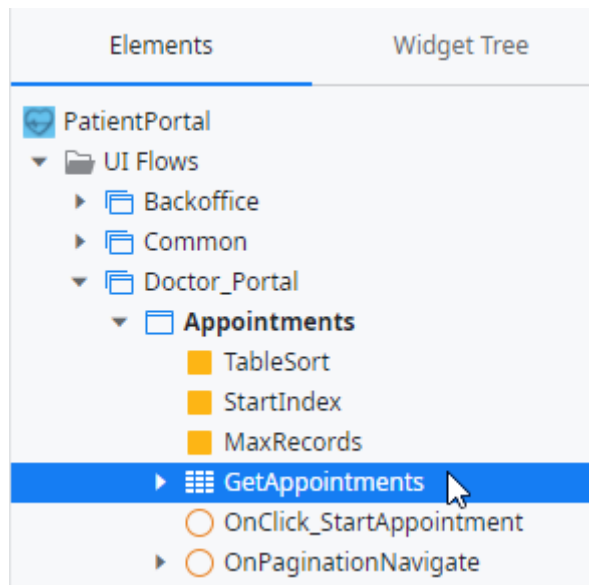 Elements Widget Tree
PatientPortal
UI Flows
Backoffice
Common
Doctor_Portal
Appointments
TableSort
StartIndex
MaxRecords
GetAppointments
OnClick_StartAppointment
OnPaginationNavigate